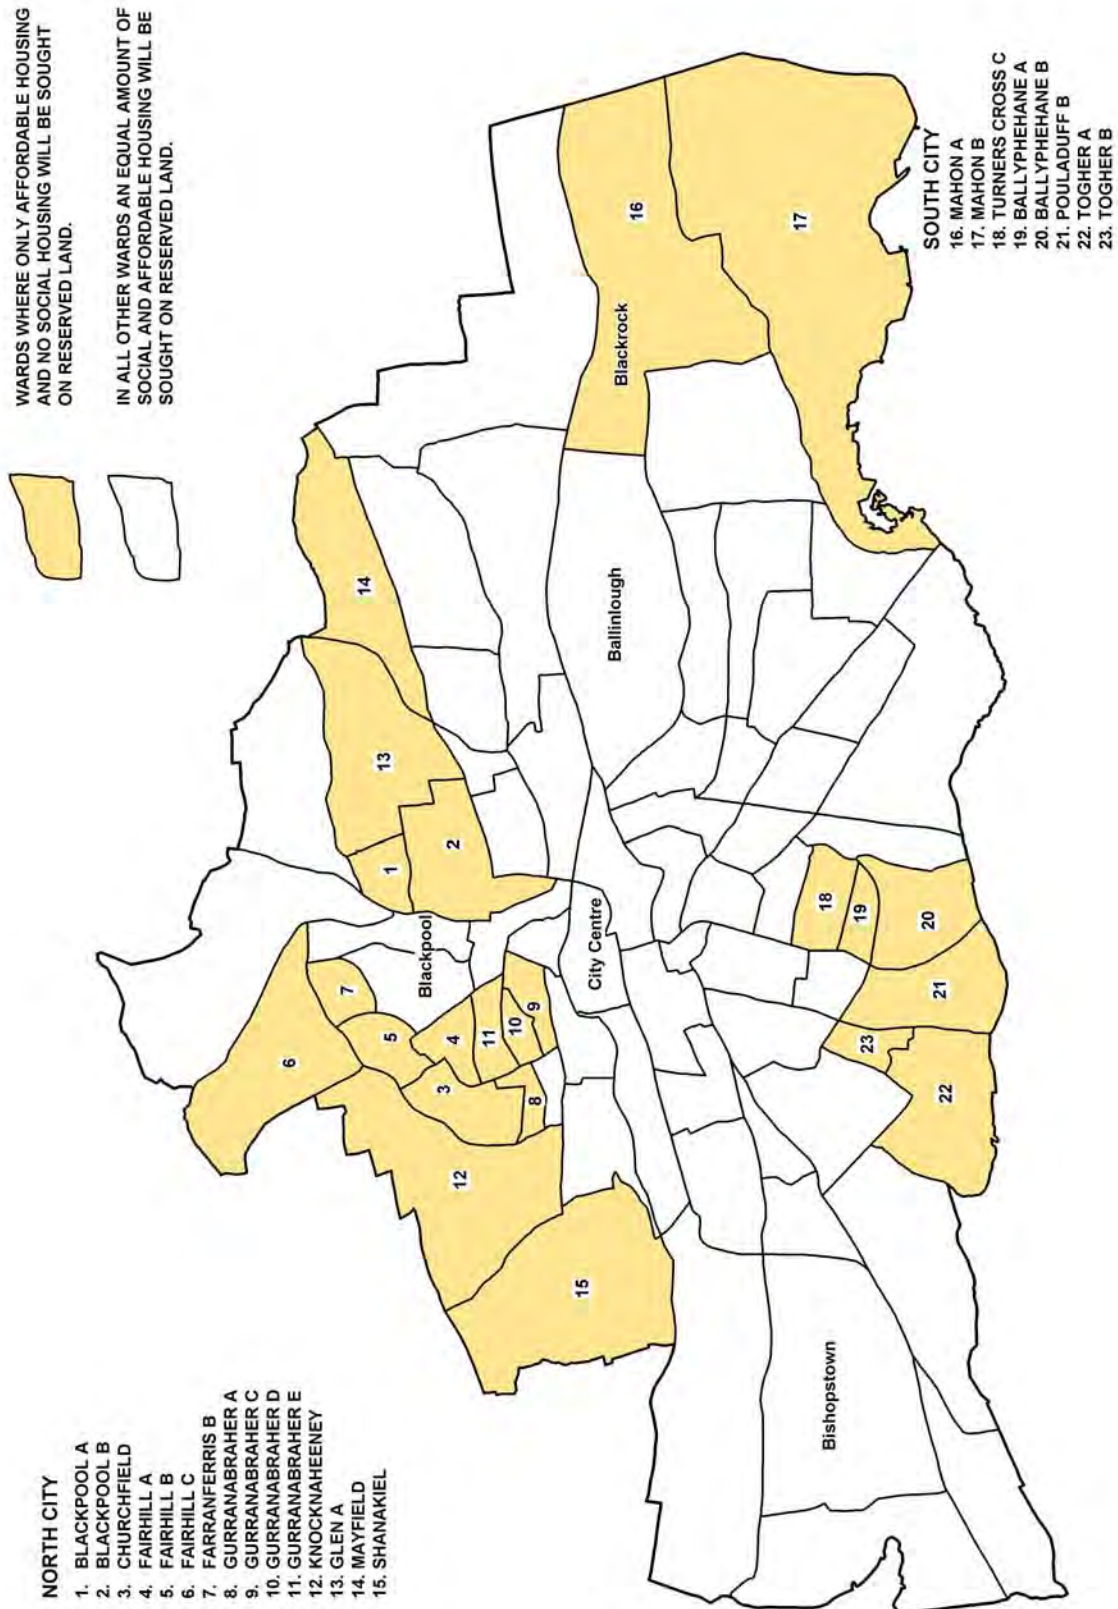 NORTH CITY
1. BLACKPOOL A
2. BLACKPOOL B
3. CHURCHFIELD
4. FAIRHILL A
5. FAIRHILL B
6. FAIRHILL C
7. FARRANFERRIS B
8. GURRANABRAHER A
9. GURRANABRAHER C
10. GURRANABRAHER D
11. GURRANABRAHER E
12. KNOCKNAHEENEY
13. GLEN A
14. MAYFIELD
15. SHANAKIEL
WARDS WHERE ONLY AFFORDABLE HOUSING
AND NO SOCIAL HOUSING WILL BE SOUGHT
ON RESERVED LAND.
IN ALL OTHER WARDS AN EQUAL AMOUNT OF
SOCIAL AND AFFORDABLE HOUSING WILL BE
SOUGHT ON RESERVED LAND.
6
7
5
12
3
4
11
10
9
8
15
Blackpool
1
2
13
14
City Centre
Ballinlough
Blackrock
16
17
Bishopstown
18
19
20
21
23
22
SOUTH CITY
16. MAHON A
17. MAHON B
18. TURNERS CROSS C
19. BALLYPHEHANE A
20. BALLYPHEHANE B
21. POULADUFF B
22. TOGHER A
23. TOGHER B